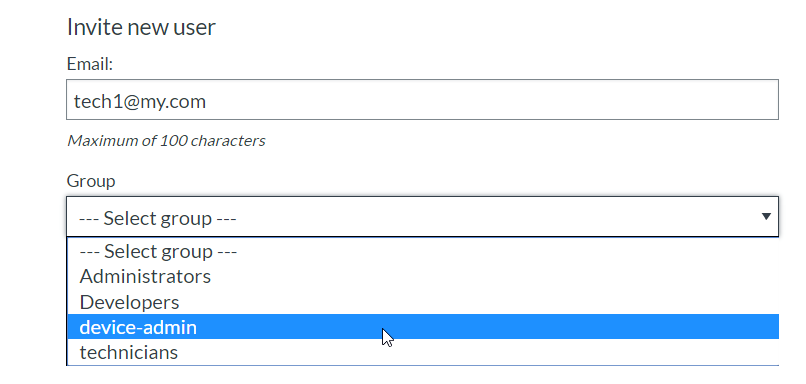 Invite new user
Email:
tech1@my.com
Maximum of 100 characters
Group
--- Select group ---
--- Select group ---
Administrators
Developers
device-admin
technicians